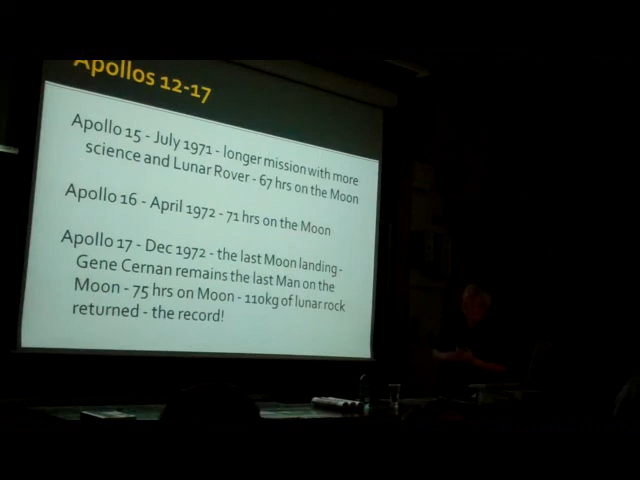 Apollos 12-17
Apollo 15 - July 1971 - longer mission with more
science and Lunar Rover - 67 hrs on the Moon
Apollo 16 - April 1972 - 71 hrs on the Moon
Apollo 17 - Dec 1972 - the last Moon landing -
Gene Cernan remains the last Man on the
Moon - 75 hrs on Moon - 110kg of lunar rock
returned - the record!